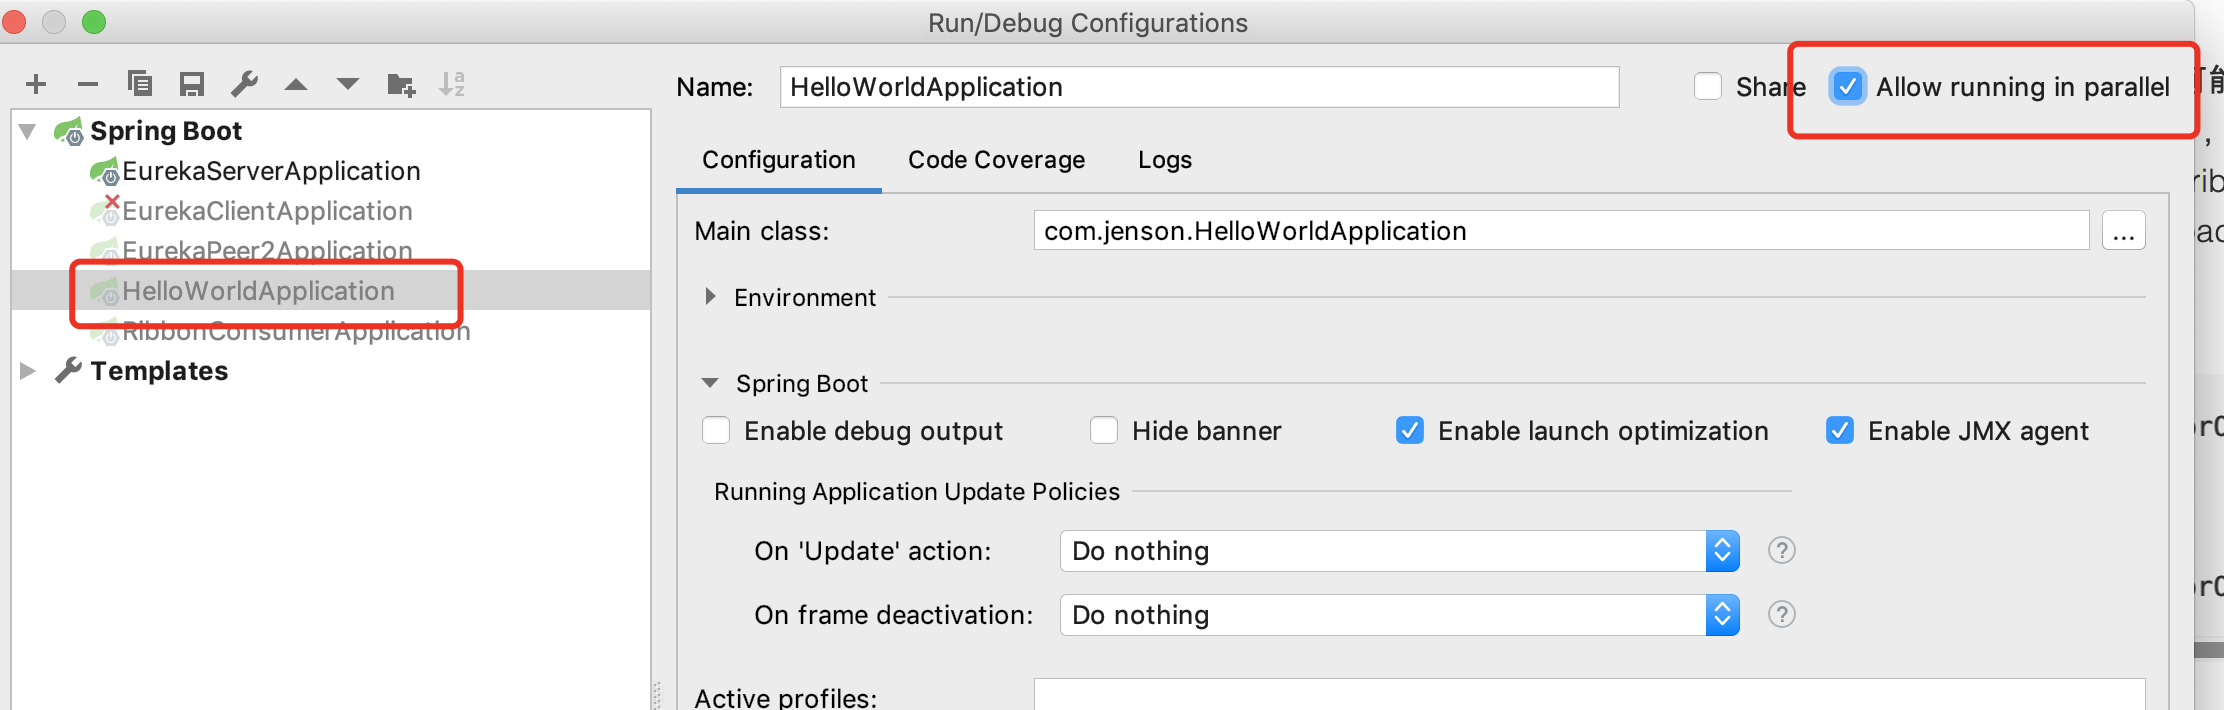 Run/Debug Configurations
Name: HelloWorldApplication Share Allow running in parallel
Spring Boot
EurekaServerApplication
EurekaClientApplication
EurekaPeer2Application
HelloWorldApplication
RibbonConsumerApplication
Templates
Configuration Code Coverage Logs
Main class: com.jenson.HelloWorldApplication ...
Environment
Spring Boot
Enable debug output Hide banner Enable launch optimization Enable JMX agent
Running Application Update Policies
On 'Update' action: Do nothing ?
On frame deactivation: Do nothing ?
Active profiles: